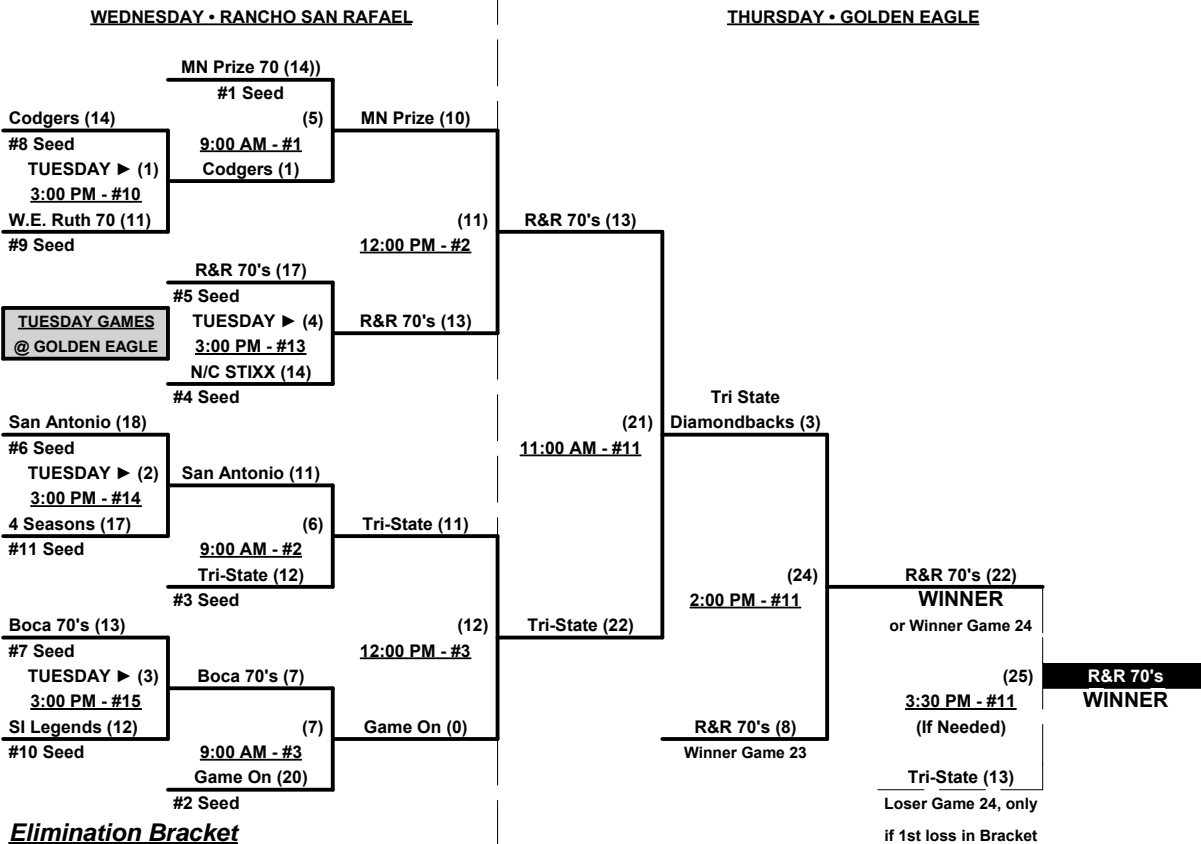 WEDNESDAY • RANCHO SAN RAFAEL
THURSDAY • GOLDEN EAGLE
MN Prize 70 (14))
#1 Seed
Codgers (14)
(5)
MN Prize (10)
#8 Seed
9:00 AM - #1
TUESDAY ► (1)
Codgers (1)
3:00 PM - #10
W.E. Ruth 70 (11)
(11)
R&R 70's (13)
#9 Seed
12:00 PM - #2
R&R 70's (17)
#5 Seed
TUESDAY GAMES
@ GOLDEN EAGLE
TUESDAY ► (4)
R&R 70's (13)
3:00 PM - #13
N/C STIXX (14)
#4 Seed
Tri State
San Antonio (18)
(21)
Diamondbacks (3)
#6 Seed
11:00 AM - #11
TUESDAY ► (2)
San Antonio (11)
3:00 PM - #14
4 Seasons (17)
(6)
Tri-State (11)
#11 Seed
9:00 AM - #2
Tri-State (12)
(24)
R&R 70's (22)
#3 Seed
2:00 PM - #11
WINNER
Boca 70's (13)
(12)
Tri-State (22)
or Winner Game 24
#7 Seed
12:00 PM - #3
TUESDAY ► (3)
Boca 70's (7)
(25)
R&R 70's
3:00 PM - #15
3:30 PM - #11
WINNER
SI Legends (12)
(7)
Game On (0)
R&R 70's (8)
(If Needed)
#10 Seed
9:00 AM - #3
Winner Game 23
Game On (20)
Tri-State (13)
#2 Seed
Loser Game 24, only
Elimination Bracket
if 1st loss in Bracket